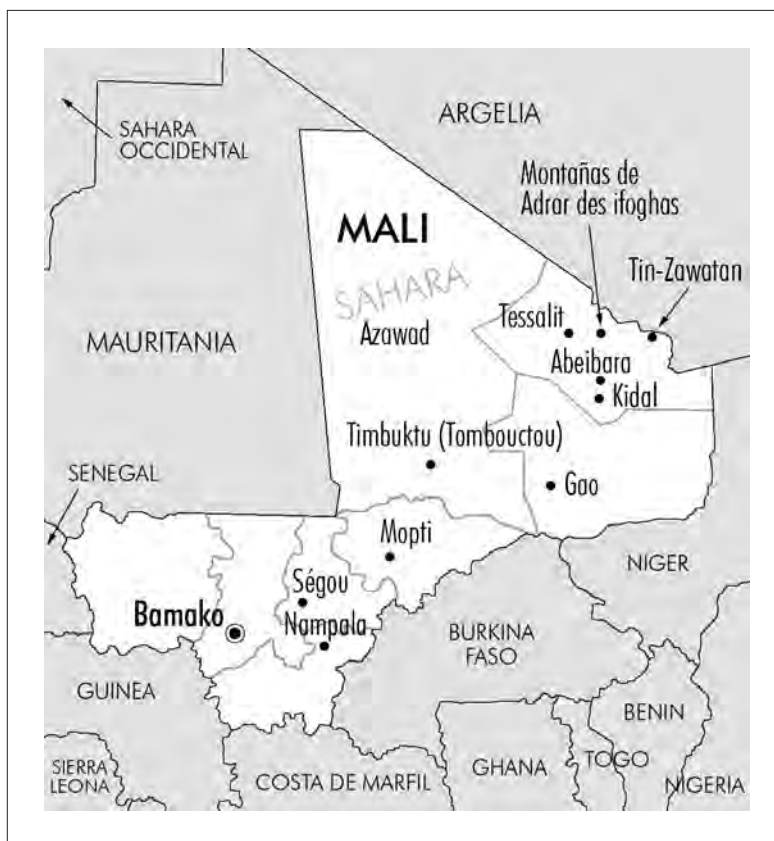 ARGELIA
SAHARA
OCCIDENTAL
Montañas de
Adrar des ifoghas
MALI
Tin-Zawatan
SAHARA
Tessalit
Azawad
MAURITANIA
Abeibara
Kidal
Timbuktu (Tombouctou)
SENEGAL
Gao
Mopti
NIGER
Ségou
Bamako
Nampala
BURKINA
FASO
GUINEA
BENIN
SIERRA
LEONA
COSTA DE MARFIL
GHANA
TOGO
NIGERIA